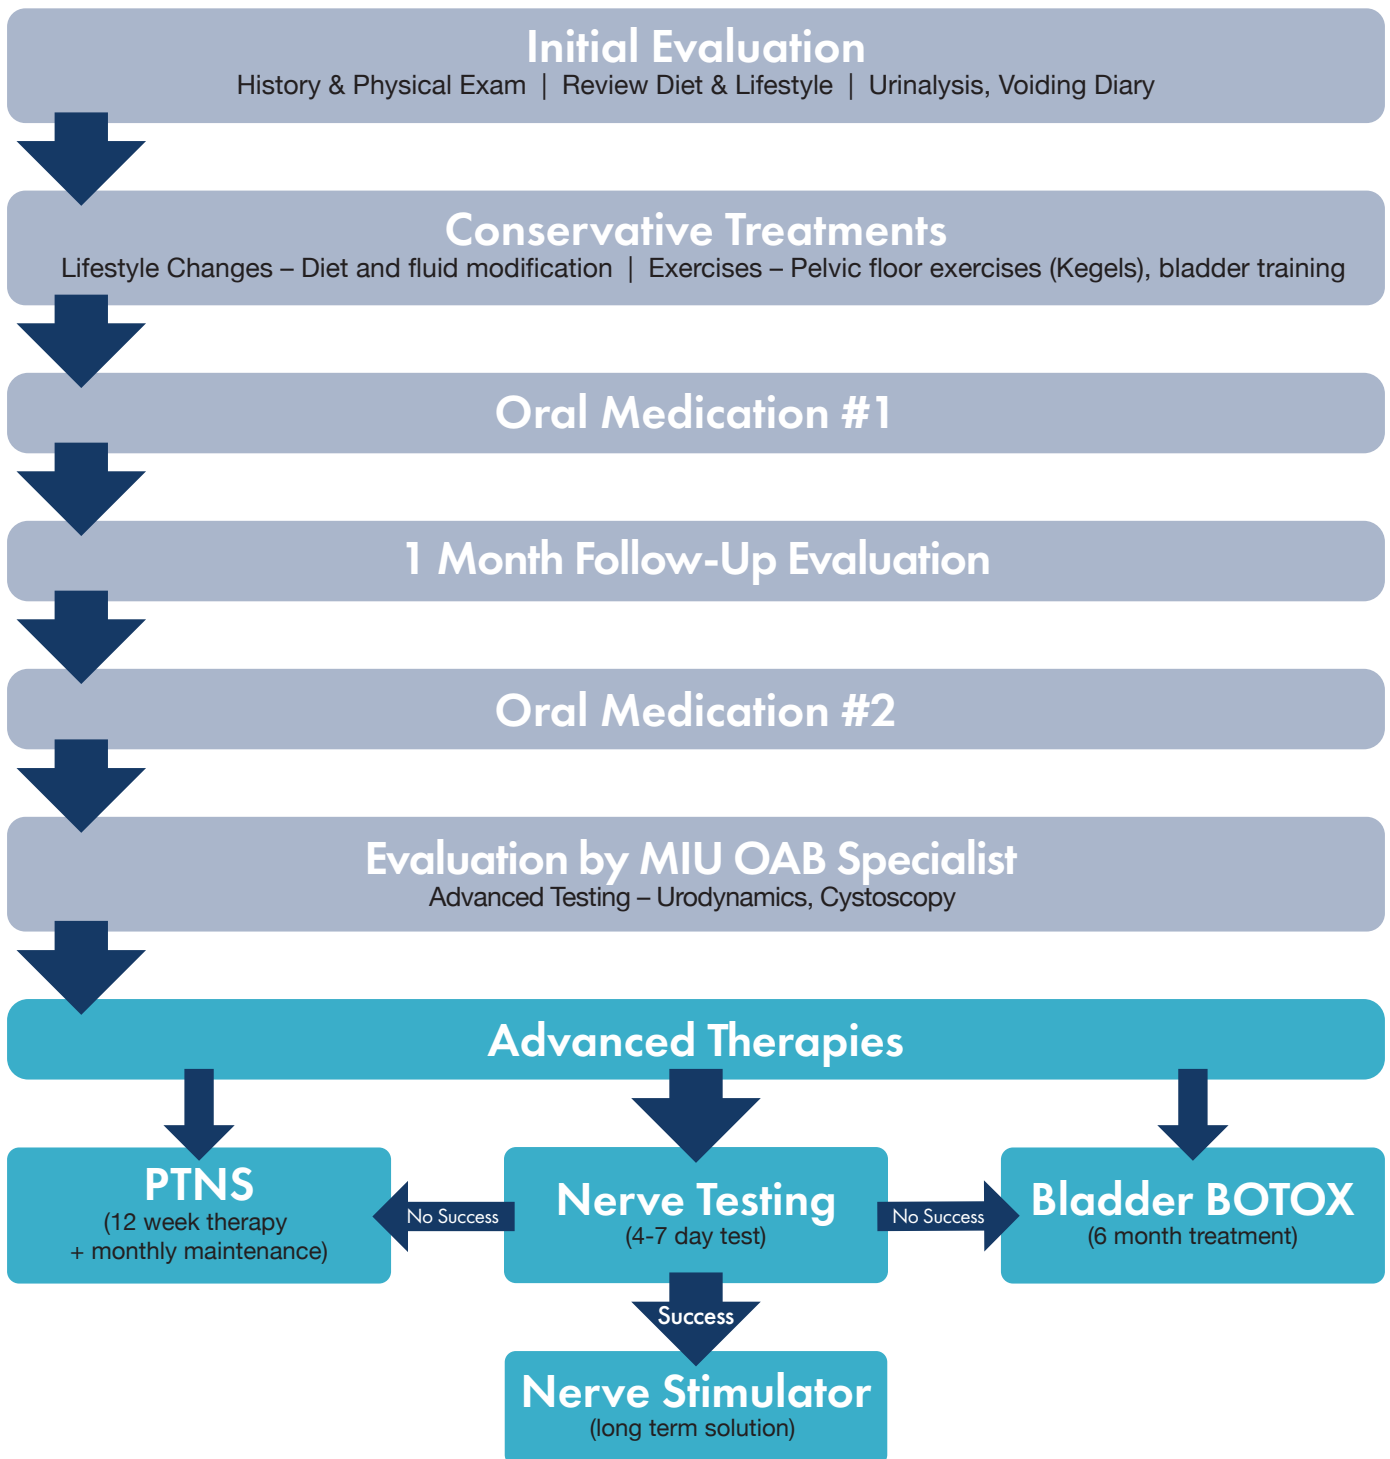 Initial Evaluation
History & Physical Exam | Review Diet & Lifestyle | Urinalysis, Voiding Diary
Conservative Treatments
Lifestyle Changes – Diet and fluid modification | Exercises – Pelvic floor exercises (Kegels), bladder training
Oral Medication #1
1 Month Follow-Up Evaluation
Oral Medication #2
Evaluation by MIU OAB Specialist
Advanced Testing – Urodynamics, Cystoscopy
Advanced Therapies
PTNS
(12 week therapy
+ monthly maintenance)
No Success
Nerve Testing
(4-7 day test)
No Success
Bladder BOTOX
(6 month treatment)
Success
Nerve Stimulator
(long term solution)